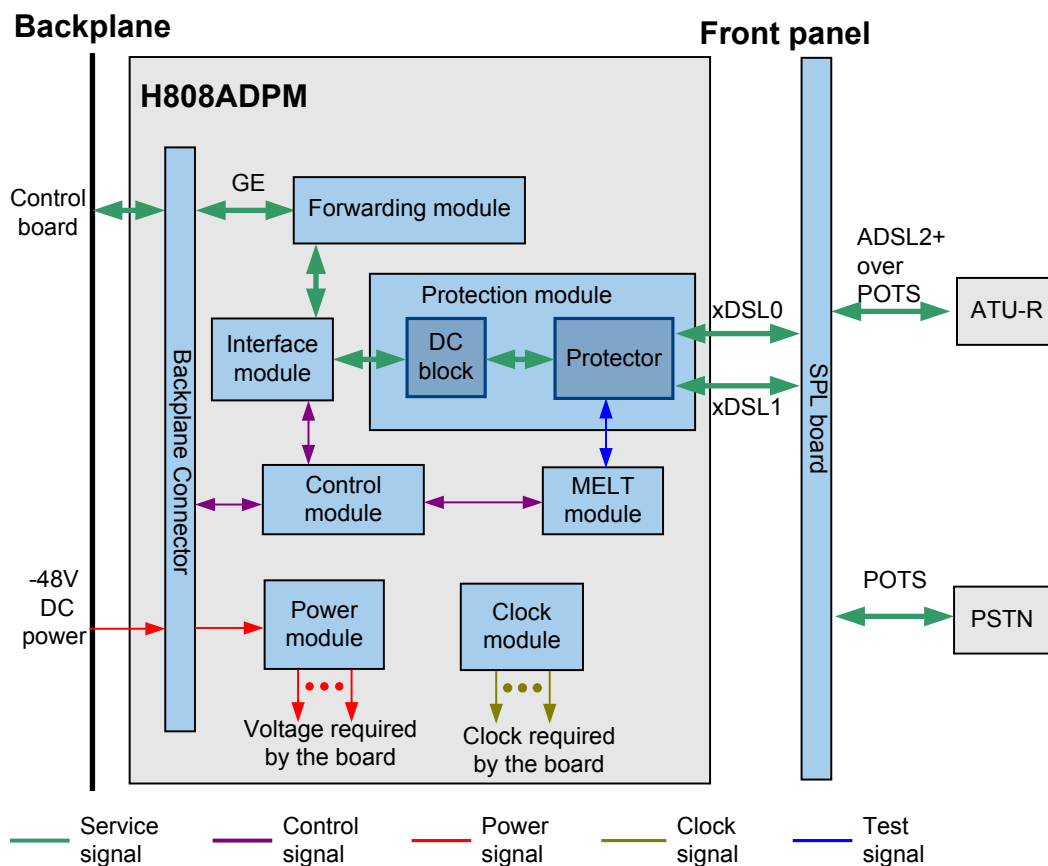 Backplane
Front panel
H808ADPM
GE
Control
board
Forwarding module
ADSL2+
over
POTS
Protection module
xDSL0
ATU-R
Interface
module
DC
block
Protector
xDSL1
Backplane Connector
SPL board
Control
module
MELT
module
-48V
DC
power
Power
module
Clock
module
POTS
PSTN
Voltage required
by the board
Clock required
by the board
Service
signal
Control
signal
Power
signal
Clock
signal
Test
signal